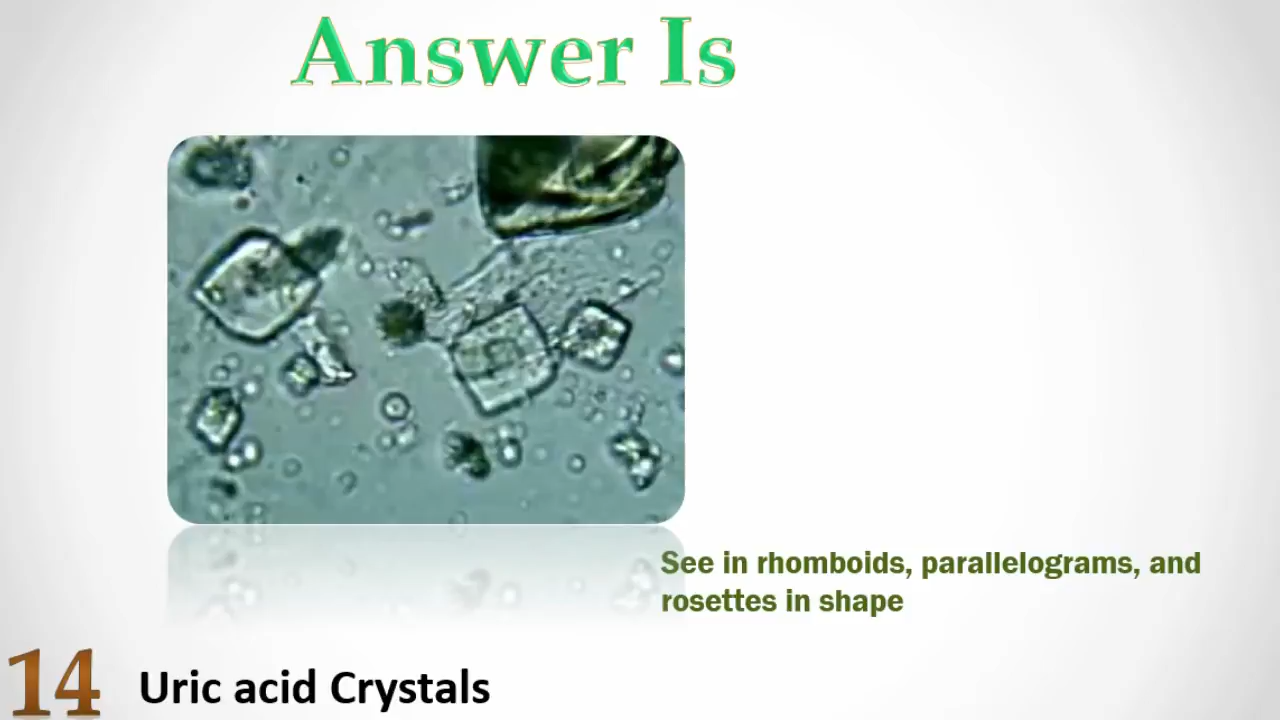 Answer Is
See in rhomboids, parallelograms, and
rosettes in shape
14 Uric acid Crystals